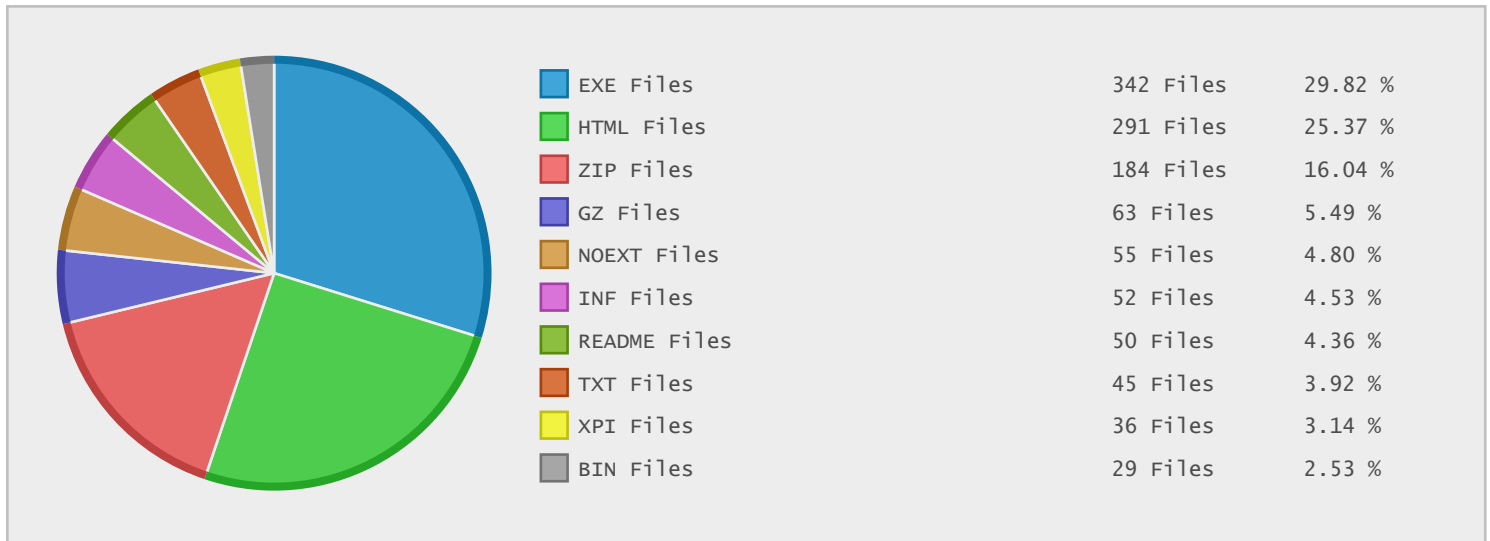 EXE Files 342 Files 29.82 %
HTML Files 291 Files 25.37 %
ZIP Files 184 Files 16.04 %
GZ Files 63 Files 5.49 %
NOEXT Files 55 Files 4.80 %
INF Files 52 Files 4.53 %
README Files 50 Files 4.36 %
TXT Files 45 Files 3.92 %
XPI Files 36 Files 3.14 %
BIN Files 29 Files 2.53 %